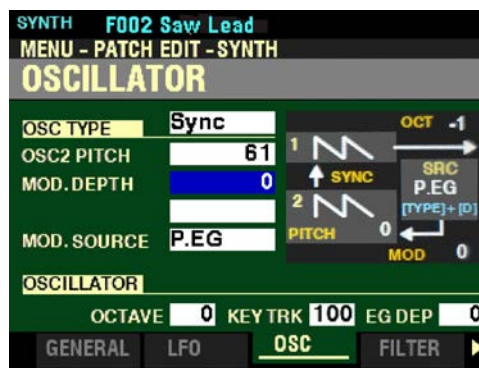 SYNTH F002 Saw Lead
MENU - PATCH EDIT - SYNTH
OSCILLATOR
OSC TYPE Sync
OSC2 PITCH 61
MOD. DEPTH 0
MOD. SOURCE P.EG
OCT -1
1
SYNC
SRC
P.EG
[TYPE]+[D]
2
PITCH 0
MOD 0
OSCILLATOR
OCTAVE 0 KEY TRK 100 EG DEP 0
GENERAL LFO OSC FILTER